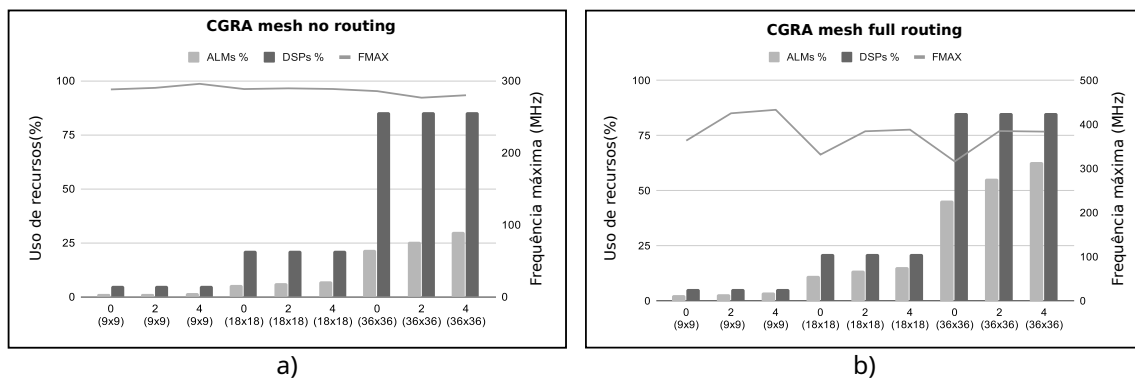 CGRA mesh no routing
ALMs % DSPs % FMAX
Uso de recursos(%)
100
75
50
25
0
300
200
100
0
Frequência máxima (MHz)
0 2 4 0 2 4 0 2 4
(9x9) (9x9) (9x9) (18x18) (18x18) (18x18) (36x36) (36x36) (36x36)
a)
CGRA mesh full routing
ALMs % DSPs % FMAX
Uso de recursos(%)
100
75
50
25
0
500
400
300
200
100
0
Frequência máxima (MHz)
0 2 4 0 2 4 0 2 4
(9x9) (9x9) (9x9) (18x18) (18x18) (18x18) (36x36) (36x36) (36x36)
b)